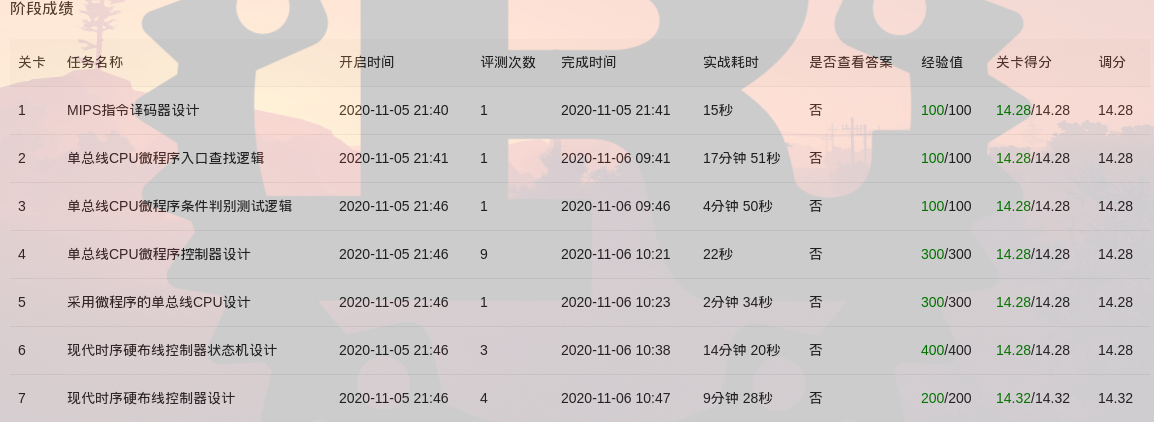 阶段成绩
关卡 任务名称 开启时间 评测次数 完成时间 实战耗时 是否查看答案 经验值 关卡得分 调分
1 MIPS指令译码器设计 2020-11-05 21:40 1 2020-11-05 21:41 15秒 否 100/100 14.28/14.28 14.28
2 单总线CPU微程序入口查找逻辑 2020-11-05 21:41 1 2020-11-06 09:41 17分钟 51秒 否 100/100 14.28/14.28 14.28
3 单总线CPU微程序条件判别测试逻辑 2020-11-05 21:46 1 2020-11-06 09:46 4分钟 50秒 否 100/100 14.28/14.28 14.28
4 单总线CPU微程序控制器设计 2020-11-05 21:46 9 2020-11-06 10:21 22秒 否 300/300 14.28/14.28 14.28
5 采用微程序的单总线CPU设计 2020-11-05 21:46 1 2020-11-06 10:23 2分钟 34秒 否 300/300 14.28/14.28 14.28
6 现代时序硬布线控制器状态机设计 2020-11-05 21:46 3 2020-11-06 10:38 14分钟 20秒 否 400/400 14.28/14.28 14.28
7 现代时序硬布线控制器设计 2020-11-05 21:46 4 2020-11-06 10:47 9分钟 28秒 否 200/200 14.32/14.32 14.32